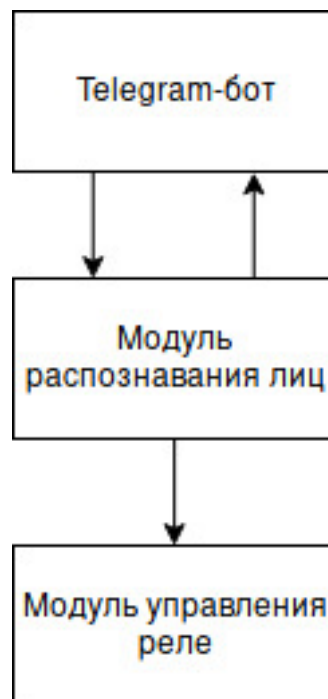 Telegram-бот
Модуль
распознавания лиц
Модуль управления
реле